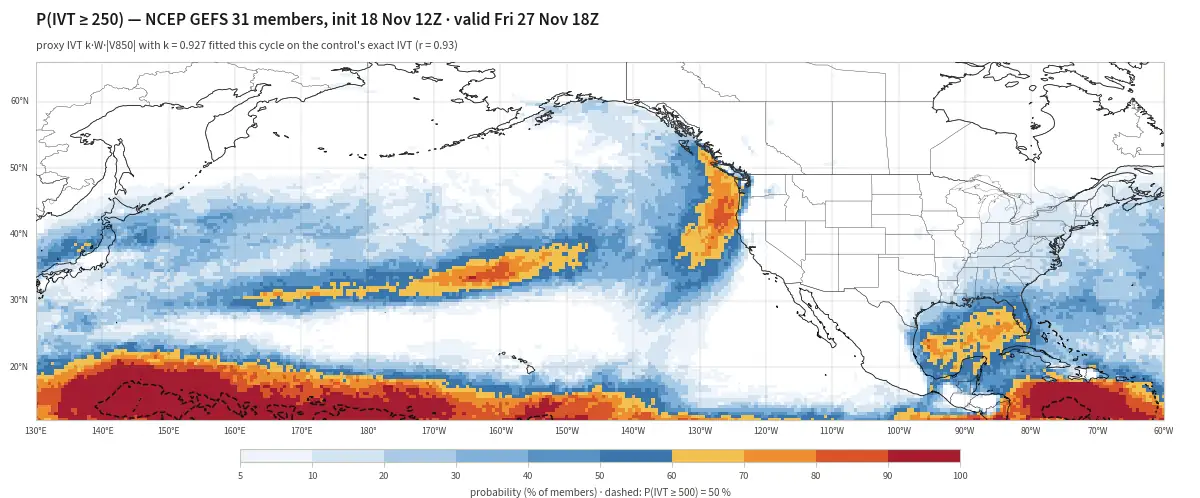 P(IVT ≥ 250) — NCEP GEFS 31 members, init 18 Nov 12Z · valid Fri 27 Nov 18Z
proxy IVT k·W·|V850| with k = 0.927 fitted this cycle on the control's exact IVT (r = 0.93)
60°N
50°N
40°N
30°N
20°N
130°E 140°E 150°E 160°E 170°E 180° 170°W 160°W 150°W 140°W 130°W 120°W 110°W 100°W 90°W 80°W 70°W 60°W
5 10 20 30 40 50 60 70 80 90 100
probability (% of members) · dashed: P(IVT ≥ 500) = 50 %